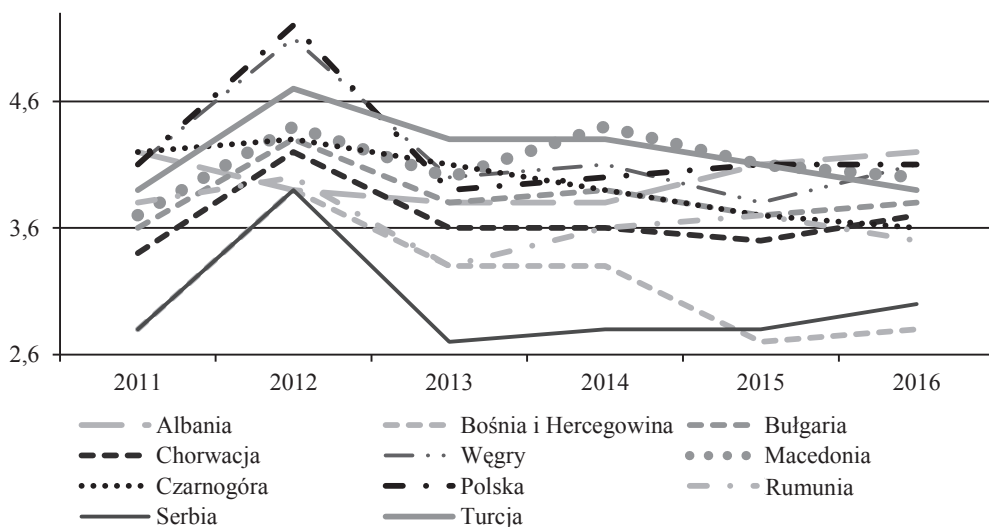 4,6
3,6
2,6
2011 2012 2013 2014 2015 2016
Albania Bośnia i Hercegowina Bułgaria
Chorwacja Węgry Macedonia
Czarnogóra Polska Rumunia
Serbia Turcja